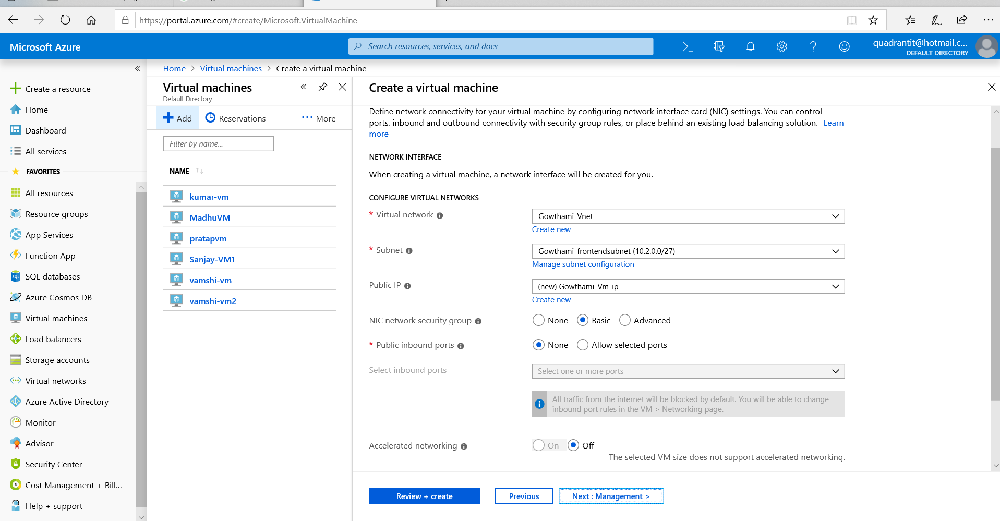 https://portal.azure.com/#create/Microsoft.VirtualMachine
Microsoft Azure
Search resources, services, and docs
quadrantit@hotmail.c...
DEFAULT DIRECTORY
Create a resource
Home
Dashboard
All services
FAVORITES
All resources
Resource groups
App Services
Function App
SQL databases
Azure Cosmos DB
Virtual machines
Load balancers
Storage accounts
Virtual networks
Azure Active Directory
Monitor
Advisor
Security Center
Cost Management + Bill...
Help + support
Home > Virtual machines > Create a virtual machine
Virtual machines
Default Directory
Add
Reservations
More
Filter by name...
NAME
kumar-vm
MadhuVM
pratapvm
Sanjay-VM1
vamshi-vm
vamshi-vm2
Create a virtual machine
Define network connectivity for your virtual machine by configuring network interface card (NIC) settings. You can control
ports, inbound and outbound connectivity with security group rules, or place behind an existing load balancing solution. Learn
more
NETWORK INTERFACE
When creating a virtual machine, a network interface will be created for you.
CONFIGURE VIRTUAL NETWORKS
* Virtual network
Gowthami_Vnet
Create new
* Subnet
Gowthami_frontendsubnet (10.2.0.0/27)
Manage subnet configuration
Public IP
(new) Gowthami_Vm-ip
Create new
NIC network security group
None Basic Advanced
* Public inbound ports
None Allow selected ports
Select inbound ports
Select one or more ports
All traffic from the internet will be blocked by default. You will be able to change
inbound port rules in the VM > Networking page.
Accelerated networking
On Off
The selected VM size does not support accelerated networking.
Review + create
Previous
Next : Management >